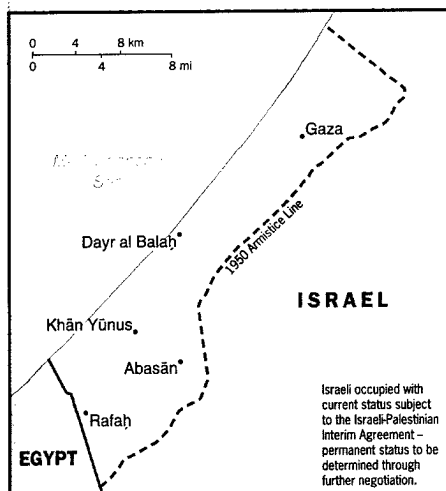 0 4 8 km
0 4 8 mi
Gaza
Dayr al Balaḥ
1950 Armistice Line
ISRAEL
Khān Yūnus
Abasān
Rafaḥ
EGYPT
Israeli occupied with
current status subject
to the Israeli-Palestinian
Interim Agreement –
permanent status to be
determined through
further negotiation.